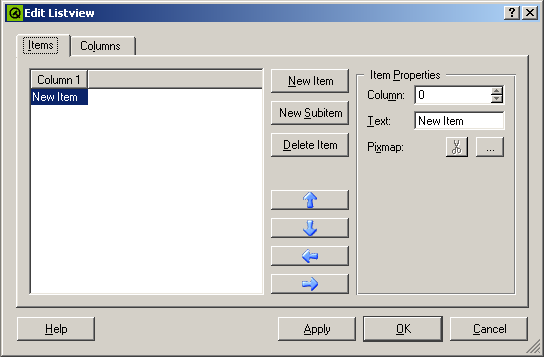 Edit Listview
Items Columns
Column 1
New Item
New Item
New Subitem
Delete Item
Item Properties
Column: 0
Text: New Item
Pixmap: ...
Help Apply OK Cancel